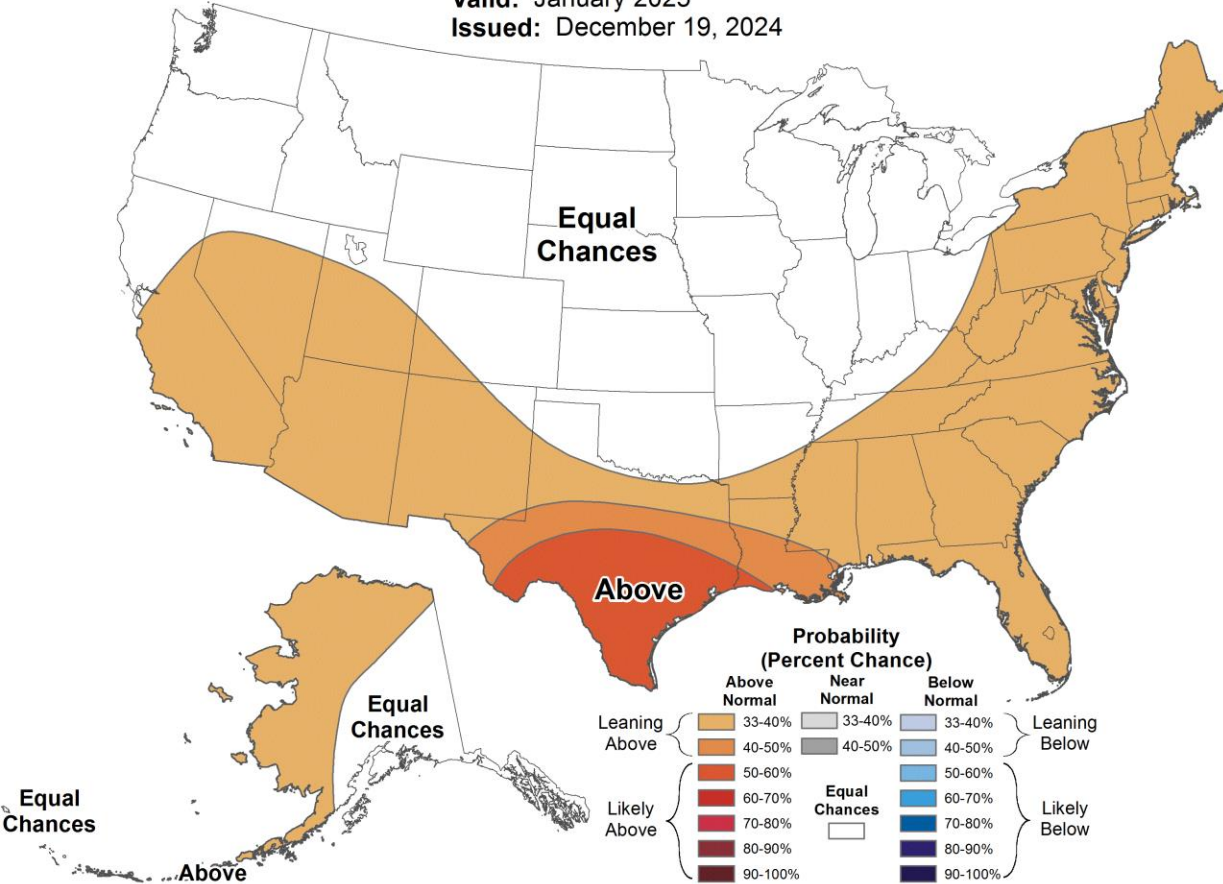 Valid: January 2025
Issued: December 19, 2024
Equal
Chances
Above
Equal
Chances
Equal
Chances
Above
Probability
(Percent Chance)
Above
Normal
Near
Normal
Below
Normal
Leaning
Above
33-40%
33-40%
33-40%
Leaning
Below
40-50%
40-50%
40-50%
Likely
Above
50-60%
50-60%
Likely
Below
60-70%
Equal
Chances
60-70%
70-80%
70-80%
80-90%
80-90%
90-100%
90-100%